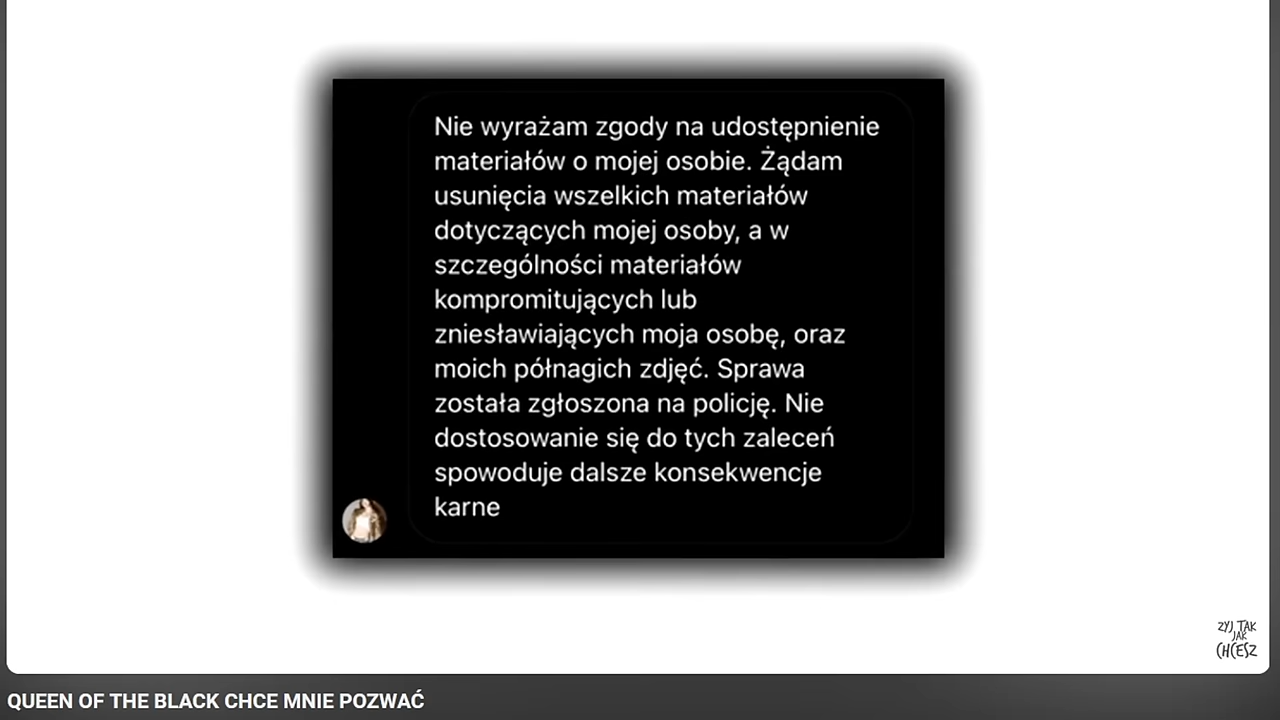 Nie wyrażam zgody na udostępnienie
materiałów o mojej osobie. Żądam
usunięcia wszelkich materiałów
dotyczących mojej osoby, a w
szczególności materiałów
kompromitujących lub
zniesławiających moja osobę, oraz
moich półnagich zdjęć. Sprawa
została zgłoszona na policję. Nie
dostosowanie się do tych zaleceń
spowoduje dalsze konsekwencje
karne
ŻYJ TAK
JAK
CHCESZ
QUEEN OF THE BLACK CHCE MNIE POZWAĆ